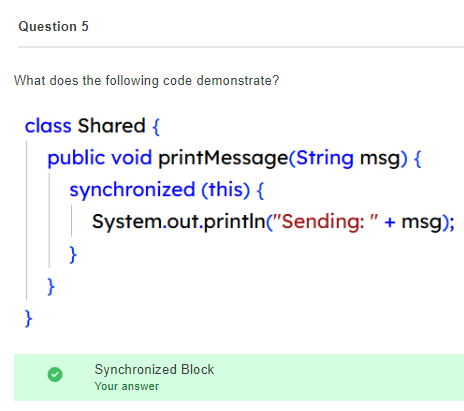 Question 5
What does the following code demonstrate?
class Shared {
public void printMessage(String msg) {
synchronized (this) {
System.out.println("Sending: " + msg);
}
}
}
Synchronized Block
Your answer